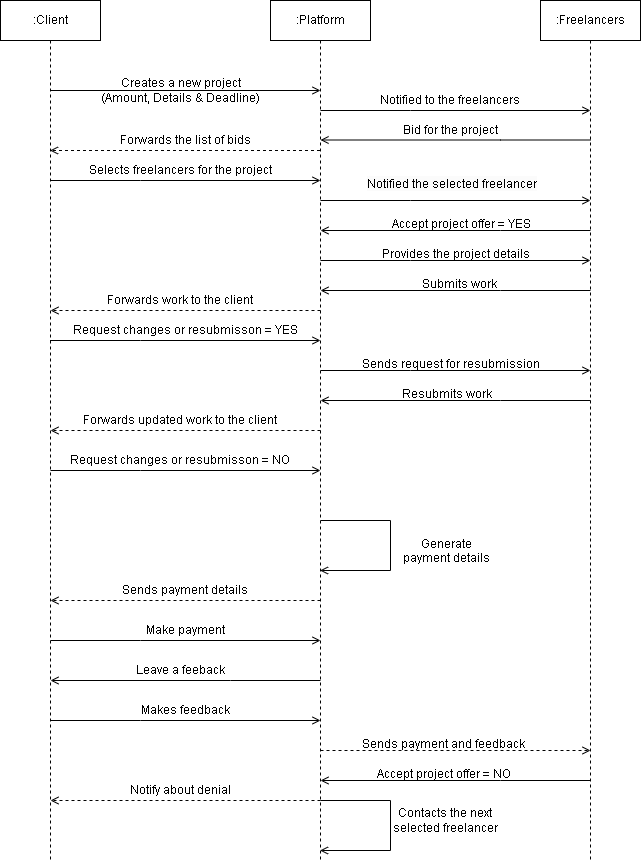 :Client
:Platform
:Freelancers
Creates a new project
(Amount, Details & Deadline)
Notified to the freelancers
Bid for the project
Forwards the list of bids
Selects freelancers for the project
Notified the selected freelancer
Accept project offer = YES
Provides the project details
Submits work
Forwards work to the client
Request changes or resubmisson = YES
Sends request for resubmission
Resubmits work
Forwards updated work to the client
Request changes or resubmisson = NO
Generate
payment details
Sends payment details
Make payment
Leave a feeback
Makes feedback
Sends payment and feedback
Accept project offer = NO
Notify about denial
Contacts the next
selected freelancer